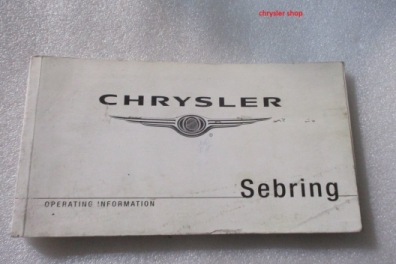 chrysler shop
CHRYSLER
Sebring
OPERATING INFORMATION